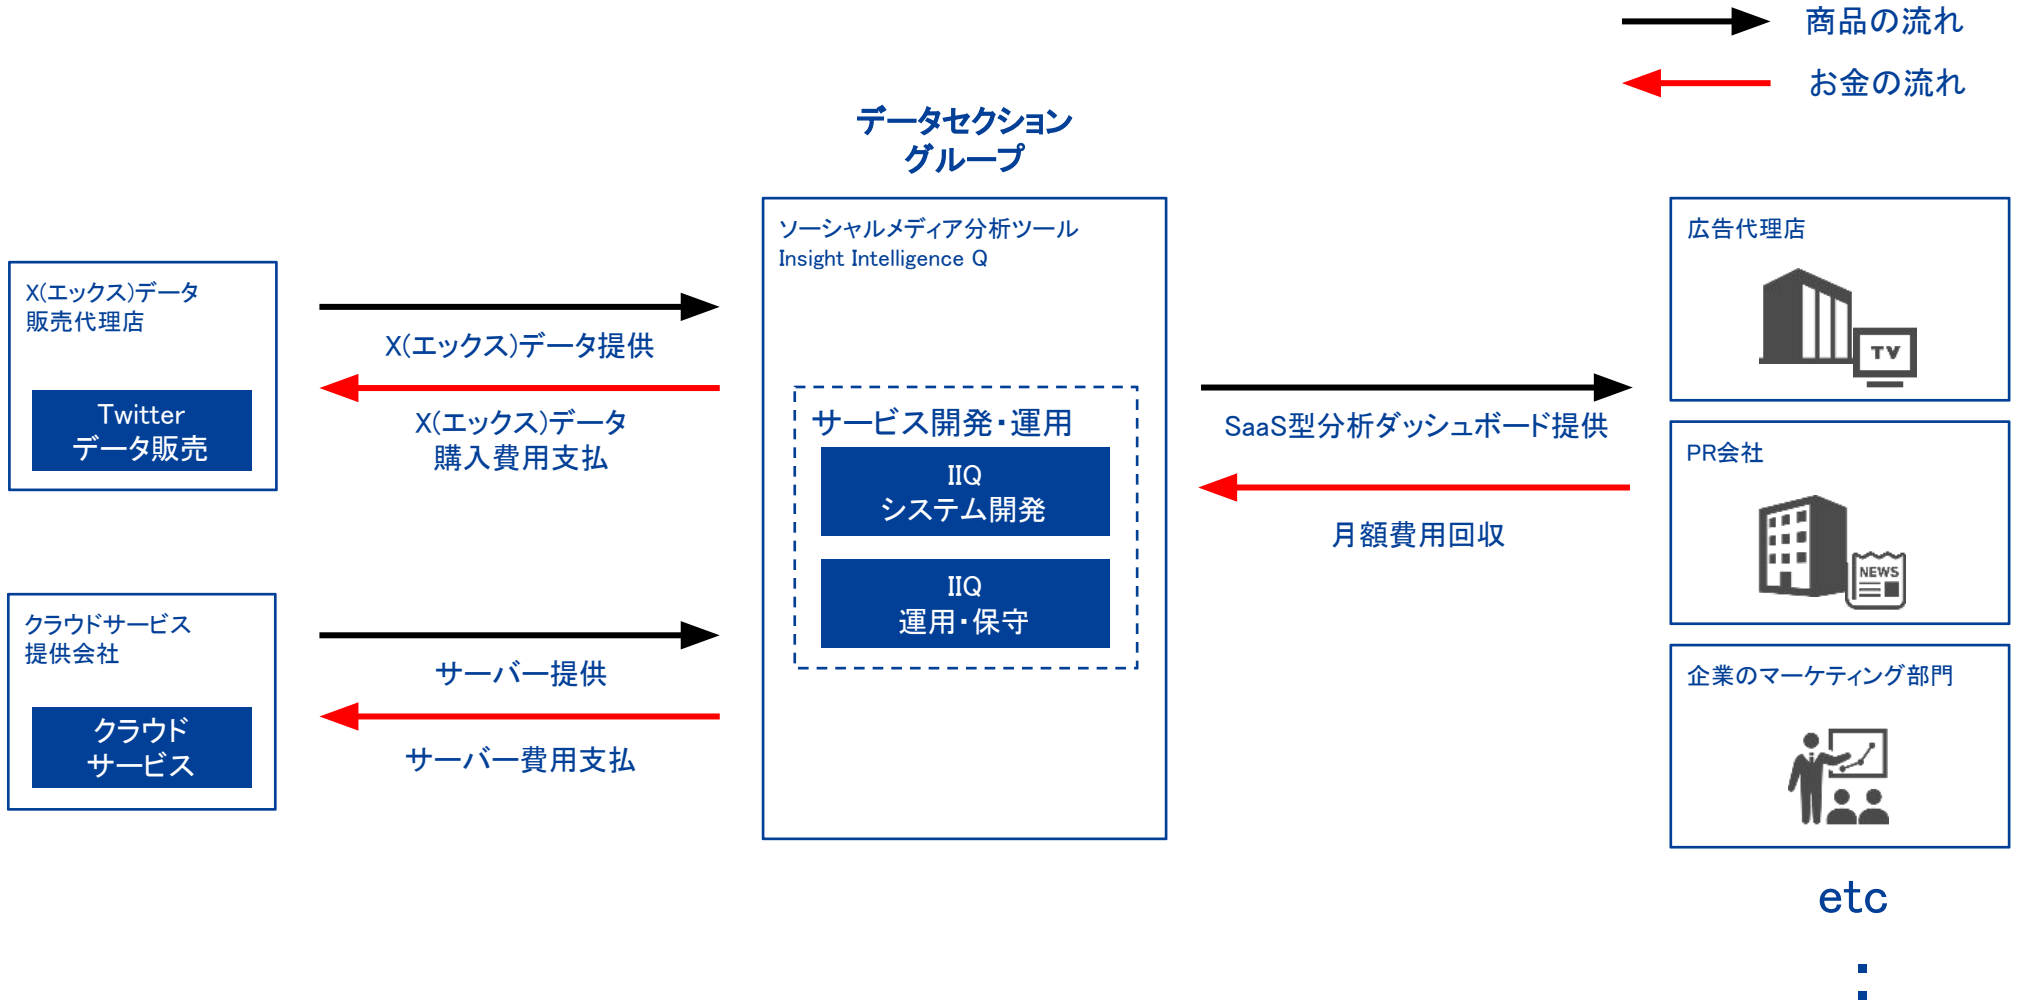 商品の流れ
お金の流れ
データセクション
グループ
X(エックス)データ
販売代理店
Twitter
データ販売
X(エックス)データ提供
X(エックス)データ
購入費用支払
クラウドサービス
提供会社
クラウド
サービス
サーバー提供
サーバー費用支払
ソーシャルメディア分析ツール
Insight Intelligence Q
サービス開発・運用
IIQ
システム開発
IIQ
運用・保守
SaaS型分析ダッシュボード提供
月額費用回収
広告代理店
TV
PR会社
NEWS
企業のマーケティング部門
etc